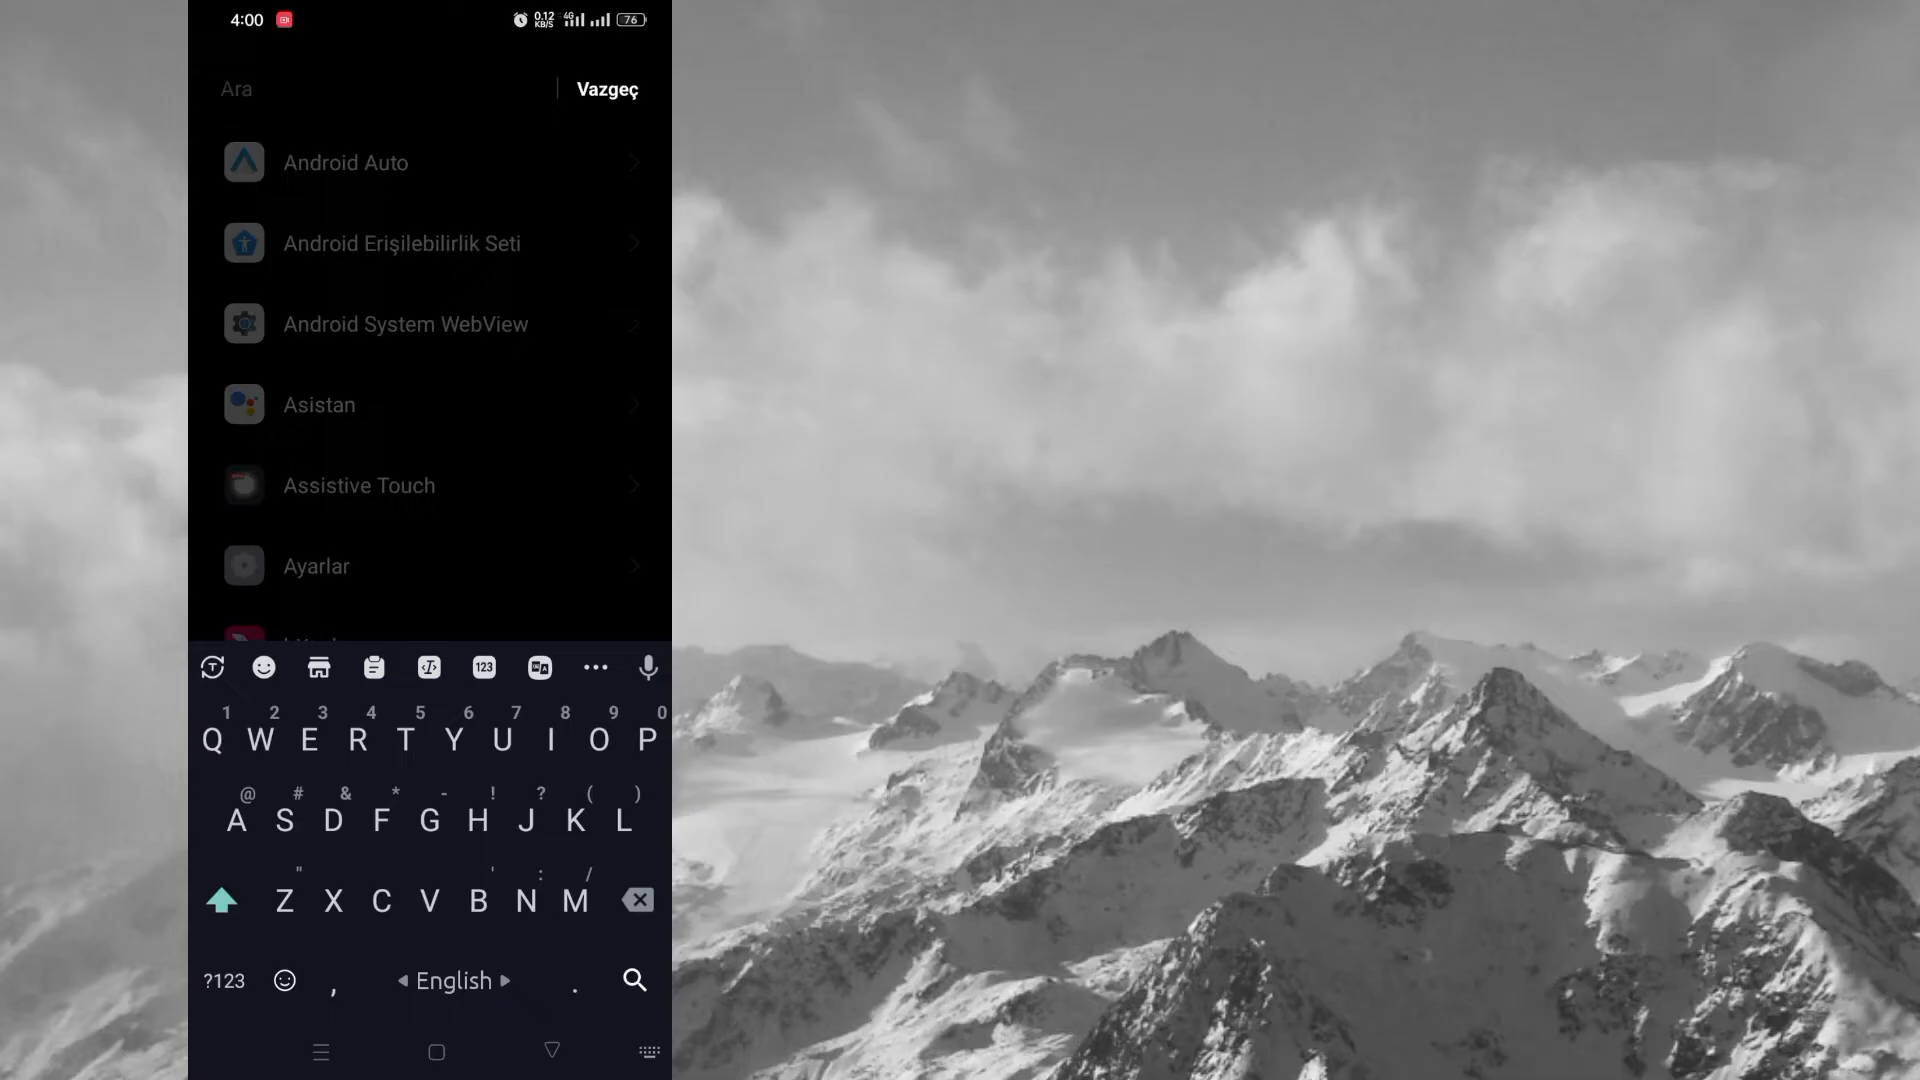 4:00
0.12
KB/S
4G
76
Ara
Vazgeç
Android Auto
Android Erişilebilirlik Seti
Android System WebView
Asistan
Assistive Touch
Ayarlar
123
1 2 3 4 5 6 7 8 9 0
Q W E R T Y U I O P
@ # & * - ! ? ( )
A S D F G H J K L
" ' : /
Z X C V B N M
?123 , English .